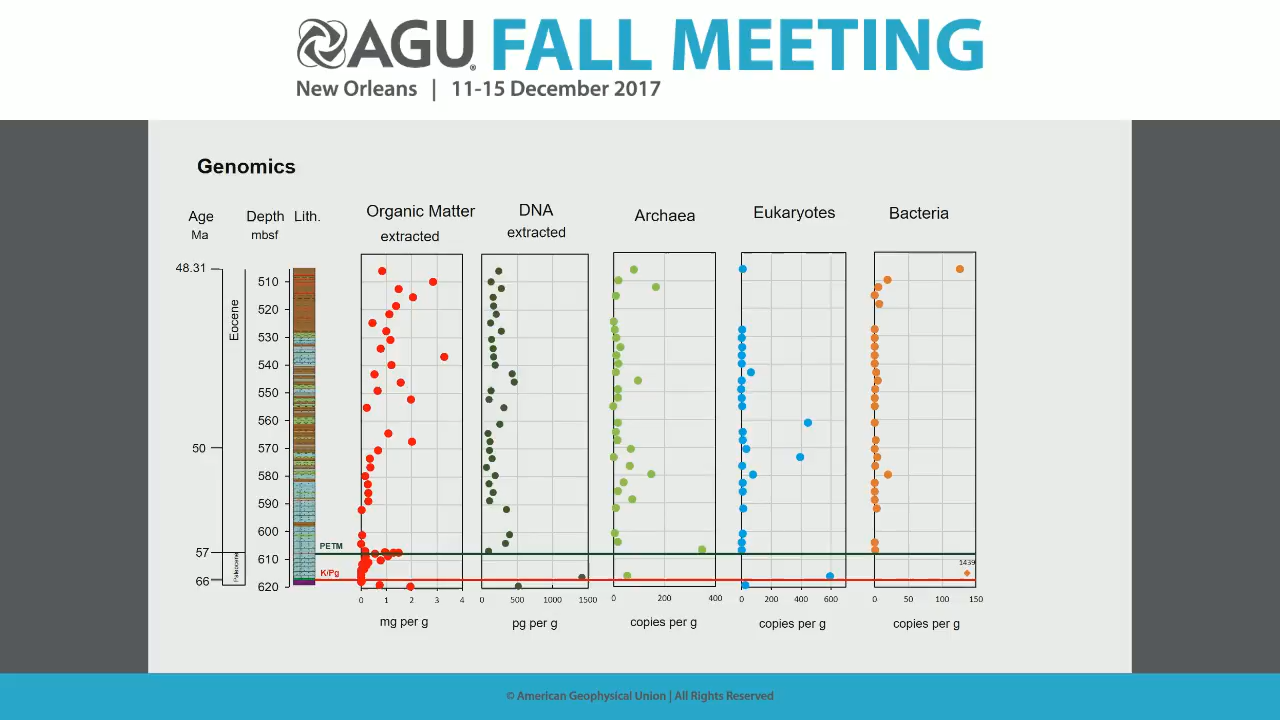 AGU FALL MEETING
New Orleans | 11-15 December 2017
Genomics
Age
Ma
Depth
mbsf
Lith.
Organic Matter
extracted
DNA
extracted
Archaea
Eukaryotes
Bacteria
48.31
50
57
66
Eocene
Paleocene
510
520
530
540
550
560
570
580
590
600
610
620
PETM
K/Pg
1439
0 1 2 3 4
mg per g
0 500 1000 1500
pg per g
0 200 400
copies per g
0 200 400 600
copies per g
0 50 100 150
copies per g
© American Geophysical Union | All Rights Reserved